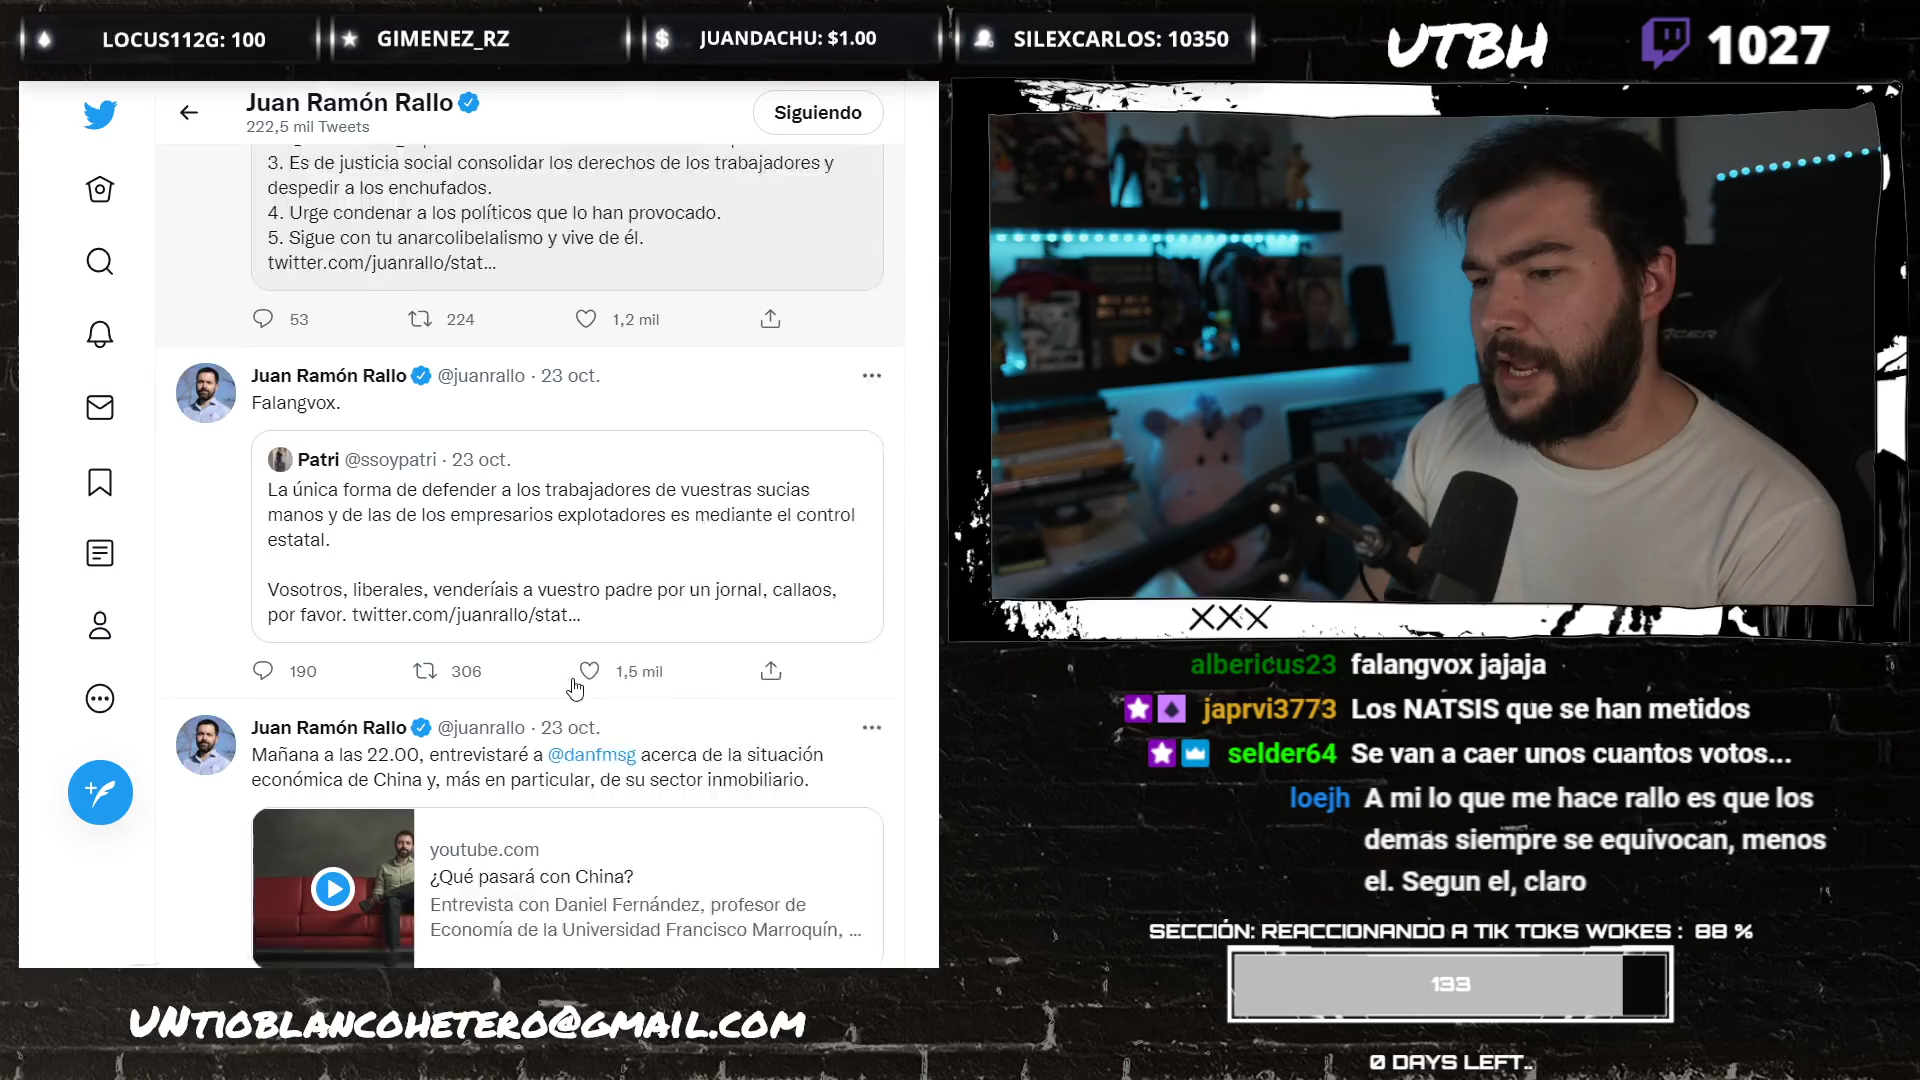 LOCUS112G: 100
GIMENEZ_RZ
JUANDACHU: $1.00
SILEXCARLOS: 10350
UTBH
1027
Juan Ramón Rallo
222,5 mil Tweets
Siguiendo
3. Es de justicia social consolidar los derechos de los trabajadores y
despedir a los enchufados.
4. Urge condenar a los políticos que lo han provocado.
5. Sigue con tu anarcolibelalismo y vive de él.
twitter.com/juanrallo/stat...
53 224 1,2 mil
Juan Ramón Rallo @juanrallo · 23 oct.
Falangvox.
Patri @ssoypatri · 23 oct.
La única forma de defender a los trabajadores de vuestras sucias
manos y de las de los empresarios explotadores es mediante el control
estatal.
Vosotros, liberales, venderíais a vuestro padre por un jornal, callaos,
por favor. twitter.com/juanrallo/stat...
190 306 1,5 mil
Juan Ramón Rallo @juanrallo · 23 oct.
Mañana a las 22.00, entrevistaré a @danfmsg acerca de la situación
económica de China y, más en particular, de su sector inmobiliario.
youtube.com
¿Qué pasará con China?
Entrevista con Daniel Fernández, profesor de
Economía de la Universidad Francisco Marroquín, ...
UNTIOBLANCOHETERO@GMAIL.COM
XXX
albericus23 falangvox jajaja
japrvi3773 Los NATSIS que se han metidos
selder64 Se van a caer unos cuantos votos...
loejh A mi lo que me hace rallo es que los
demas siempre se equivocan, menos
el. Segun el, claro
SECCIÓN: REACCIONANDO A TIK TOKS WOKES : 88 %
133
0 DAYS LEFT..